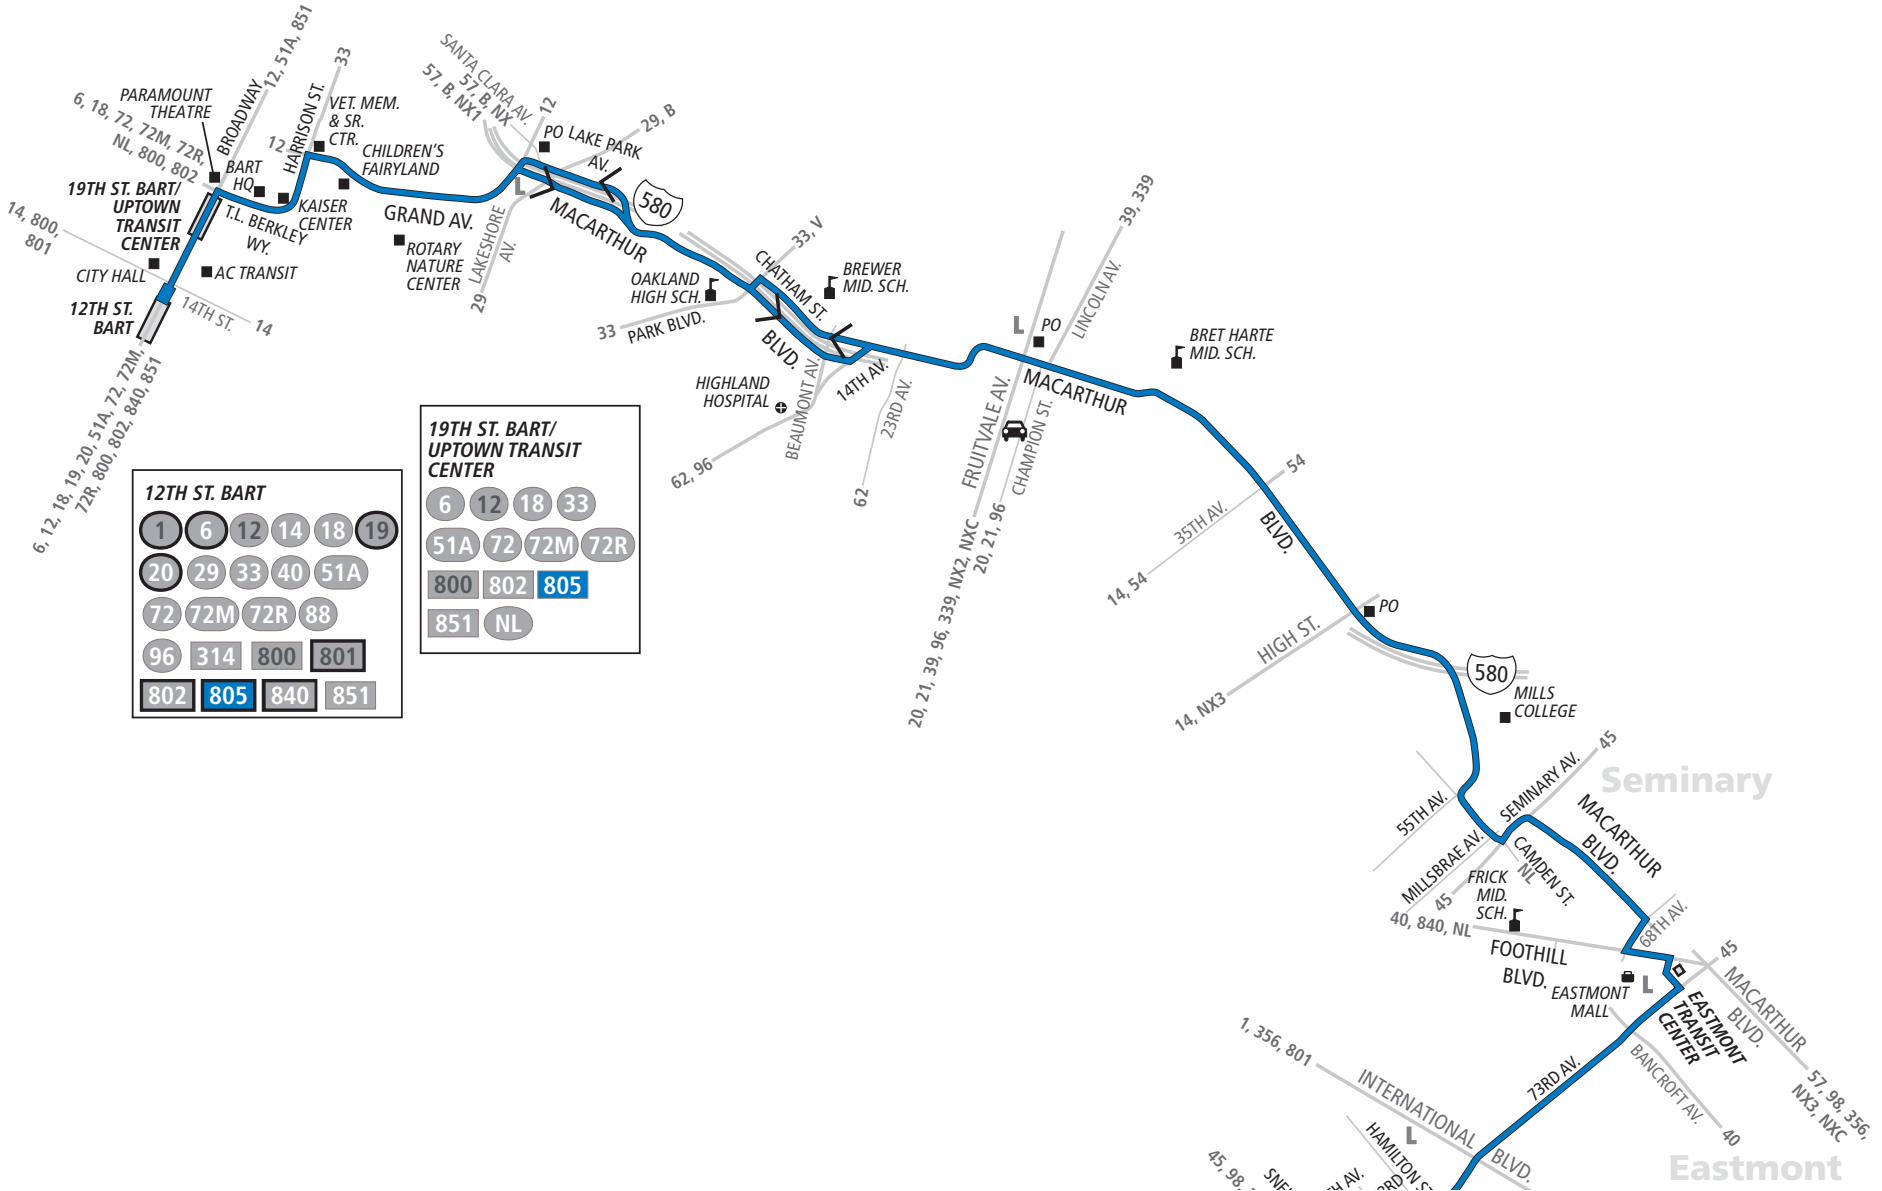 SANTA CLARA AV.
57, B, NX
57, B, NX1
12, 51A, 851
33
12
29, B
PARAMOUNT
THEATRE
BROADWAY
HARRISON ST.
VET. MEM.
& SR.
CTR.
6, 18, 72, 72M, 72R,
NL, 800, 802
12
CHILDREN'S
FAIRYLAND
PO
LAKE PARK
AV.
BART
HQ
19TH ST. BART/
UPTOWN
TRANSIT
CENTER
T.L. BERKLEY
WY.
KAISER
CENTER
GRAND AV.
L
580
14, 800,
801
CITY HALL
AC TRANSIT
ROTARY
NATURE
CENTER
LAKESHORE
AV.
29
MACARTHUR
BLVD.
12TH ST.
BART
14TH ST.
14
6, 12, 18, 19, 20, 51A, 72, 72M,
72R, 800, 802, 840, 851
33, V
CHATHAM ST.
OAKLAND
HIGH SCH.
BREWER
MID. SCH.
33
PARK BLVD.
HIGHLAND
HOSPITAL
BEAUMONT AV.
14TH AV.
23RD AV.
62, 96
62
39, 339
LINCOLN AV.
L
PO
BRET HARTE
MID. SCH.
MACARTHUR
BLVD.
FRUITVALE AV.
CHAMPION ST.
20, 21, 39, 96, 339, NX2, NXC
20, 21, 96
12TH ST. BART
1 6 12 14 18 19
20 29 33 40 51A
72 72M 72R 88
96 314 800 801
802 805 840 851
19TH ST. BART/
UPTOWN TRANSIT
CENTER
6 12 18 33
51A 72 72M 72R
800 802 805
851 NL
54
35TH AV.
14, 54
PO
HIGH ST.
14, NX3
580
MILLS
COLLEGE
45
Seminary
SEMINARY AV.
55TH AV.
MILLSBRAE AV.
MACARTHUR
BLVD.
CAMDEN ST.
NL
45
FRICK
MID.
SCH.
40, 840, NL
FOOTHILL
BLVD.
68TH AV.
45
EASTMONT
MALL
L
EASTMONT
TRANSIT
CENTER
MACARTHUR
BLVD.
57, 98, 356,
NX3, NXC
BANCROFT AV.
40
73RD AV.
1, 356, 801
INTERNATIONAL
BLVD.
L
HAMILTON ST
45, 98,
Eastmont